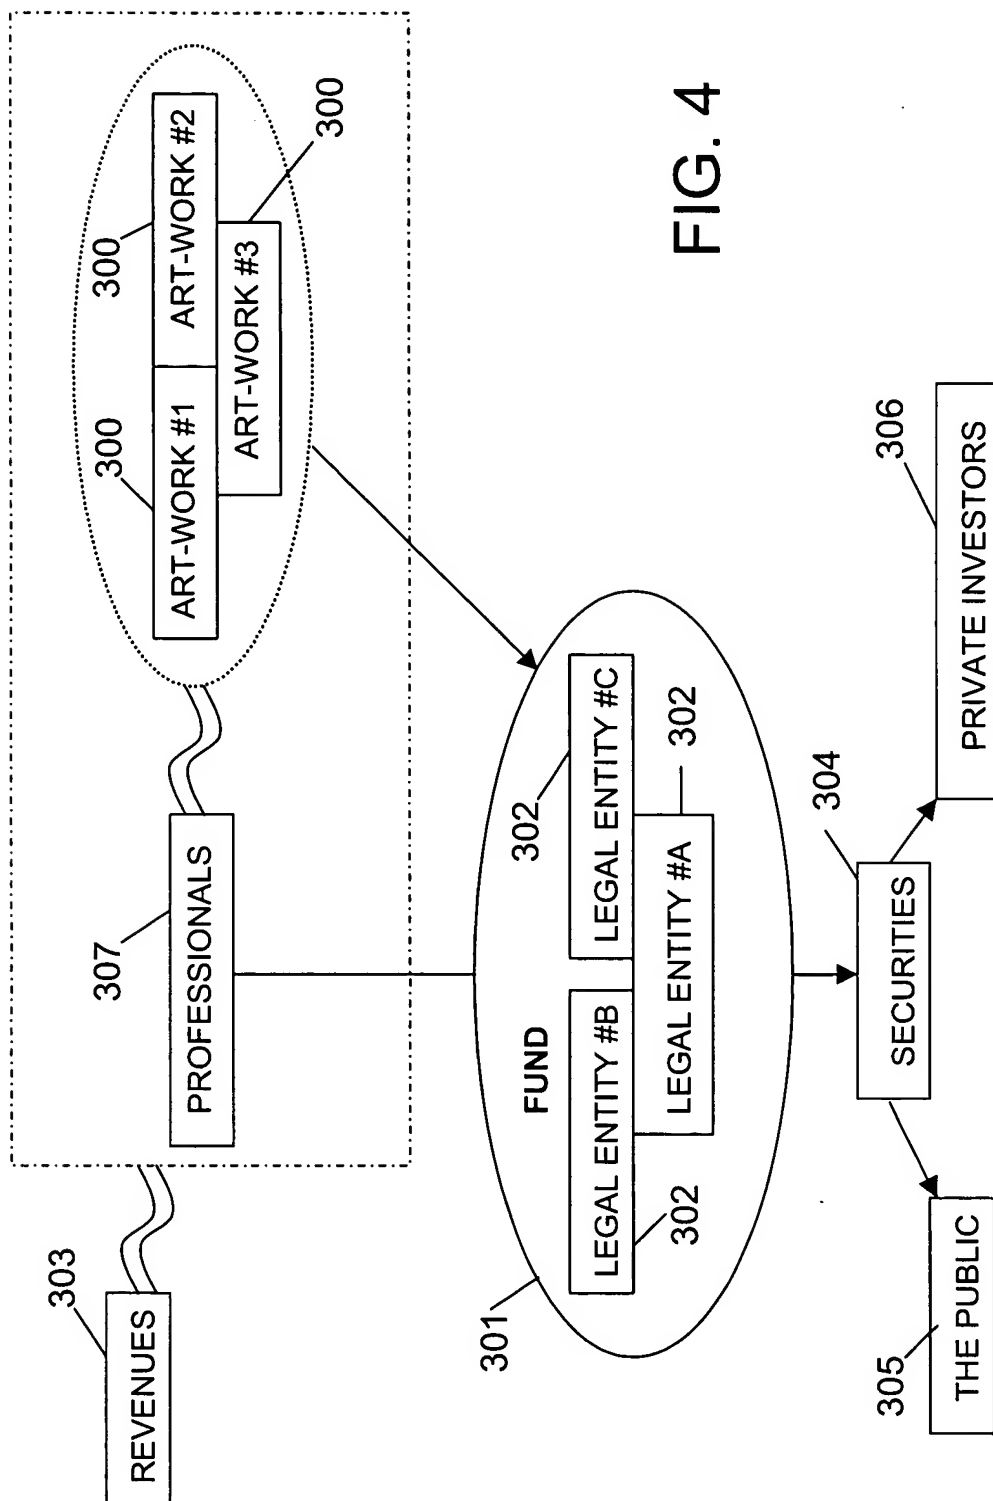 REVENUES
303
PROFESSIONALS
307
ART-WORK #1
300
ART-WORK #2
300
ART-WORK #3
300
FUND
301
LEGAL ENTITY #B
302
LEGAL ENTITY #C
302
LEGAL ENTITY #A
302
SECURITIES
304
THE PUBLIC
305
PRIVATE INVESTORS
306
FIG. 4